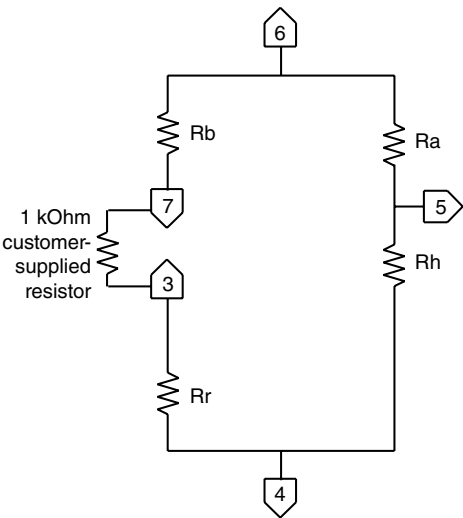 6
Rb
Ra
7
5
1 kOhm
customer-
supplied
resistor
3
Rh
Rr
4